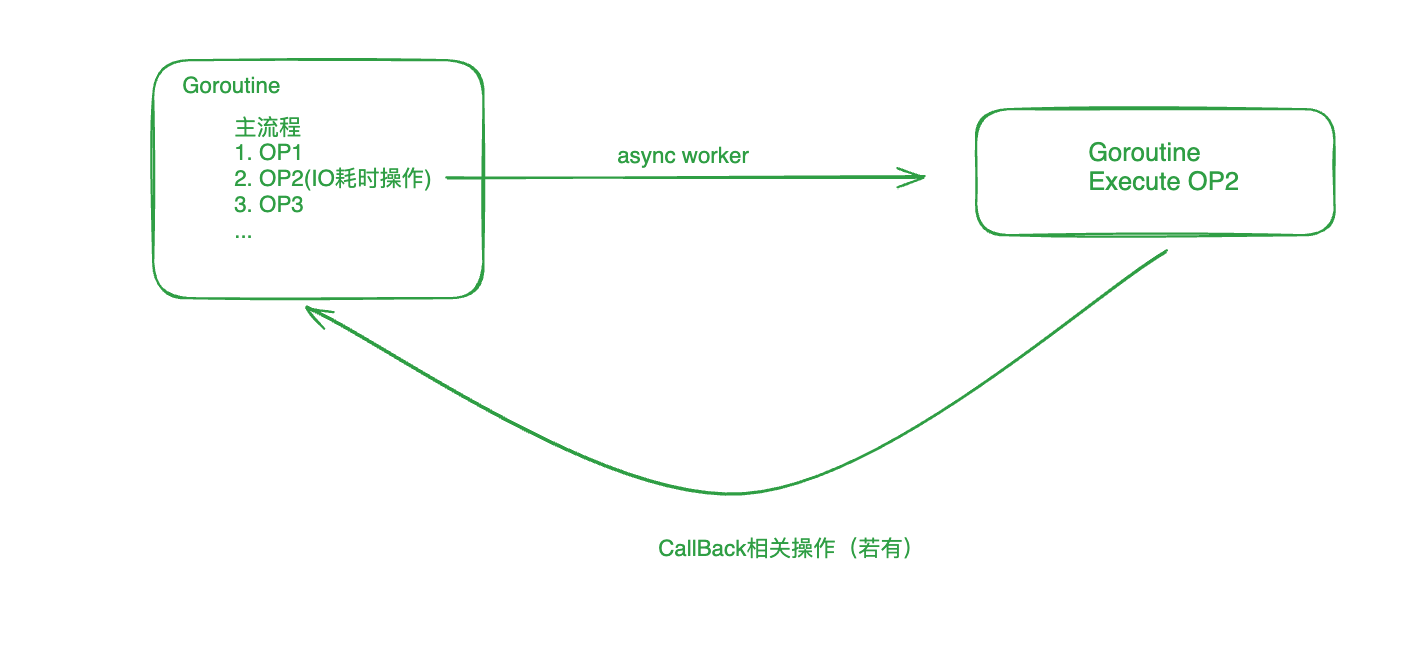 Goroutine
主流程
1. OP1
2. OP2(IO耗时操作)
3. OP3
...
async worker
Goroutine
Execute OP2
CallBack相关操作（若有）